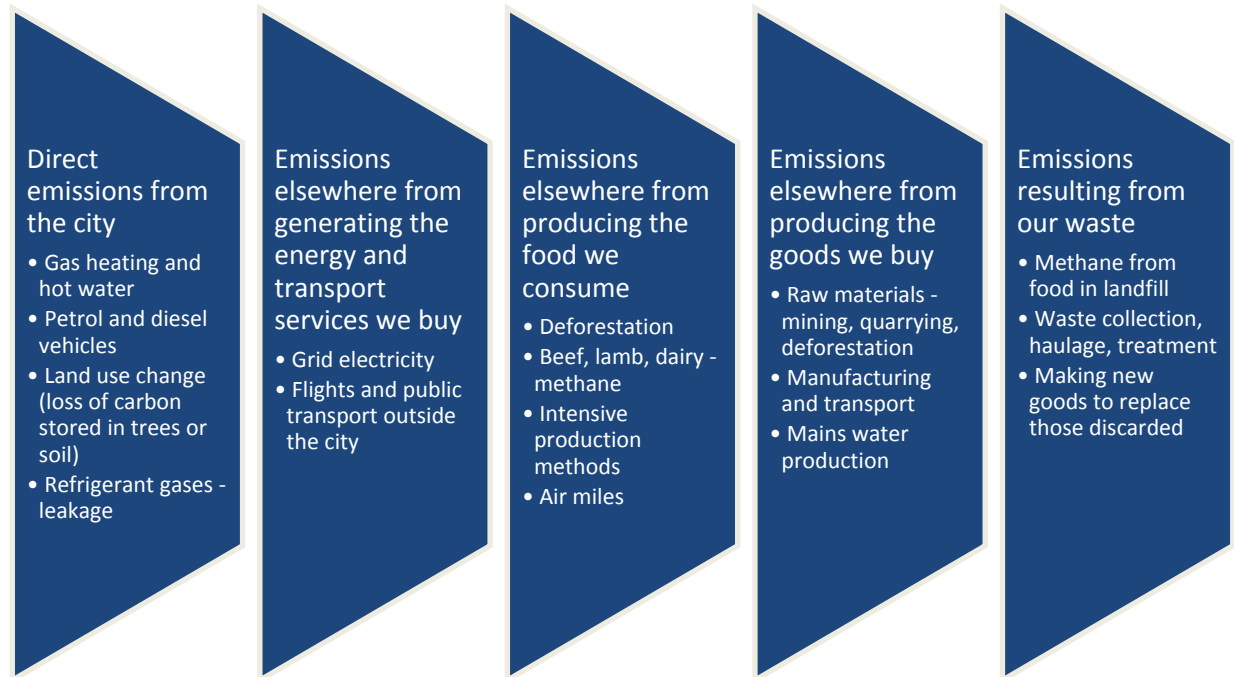 Direct
emissions from
the city
• Gas heating and
hot water
• Petrol and diesel
vehicles
• Land use change
(loss of carbon
stored in trees or
soil)
• Refrigerant gases -
leakage
Emissions
elsewhere from
generating the
energy and
transport
services we buy
• Grid electricity
• Flights and public
transport outside
the city
Emissions
elsewhere from
producing the
food we
consume
• Deforestation
• Beef, lamb, dairy -
methane
• Intensive
production
methods
• Air miles
Emissions
elsewhere from
producing the
goods we buy
• Raw materials -
mining, quarrying,
deforestation
• Manufacturing
and transport
• Mains water
production
Emissions
resulting from
our waste
• Methane from
food in landfill
• Waste collection,
haulage, treatment
• Making new
goods to replace
those discarded